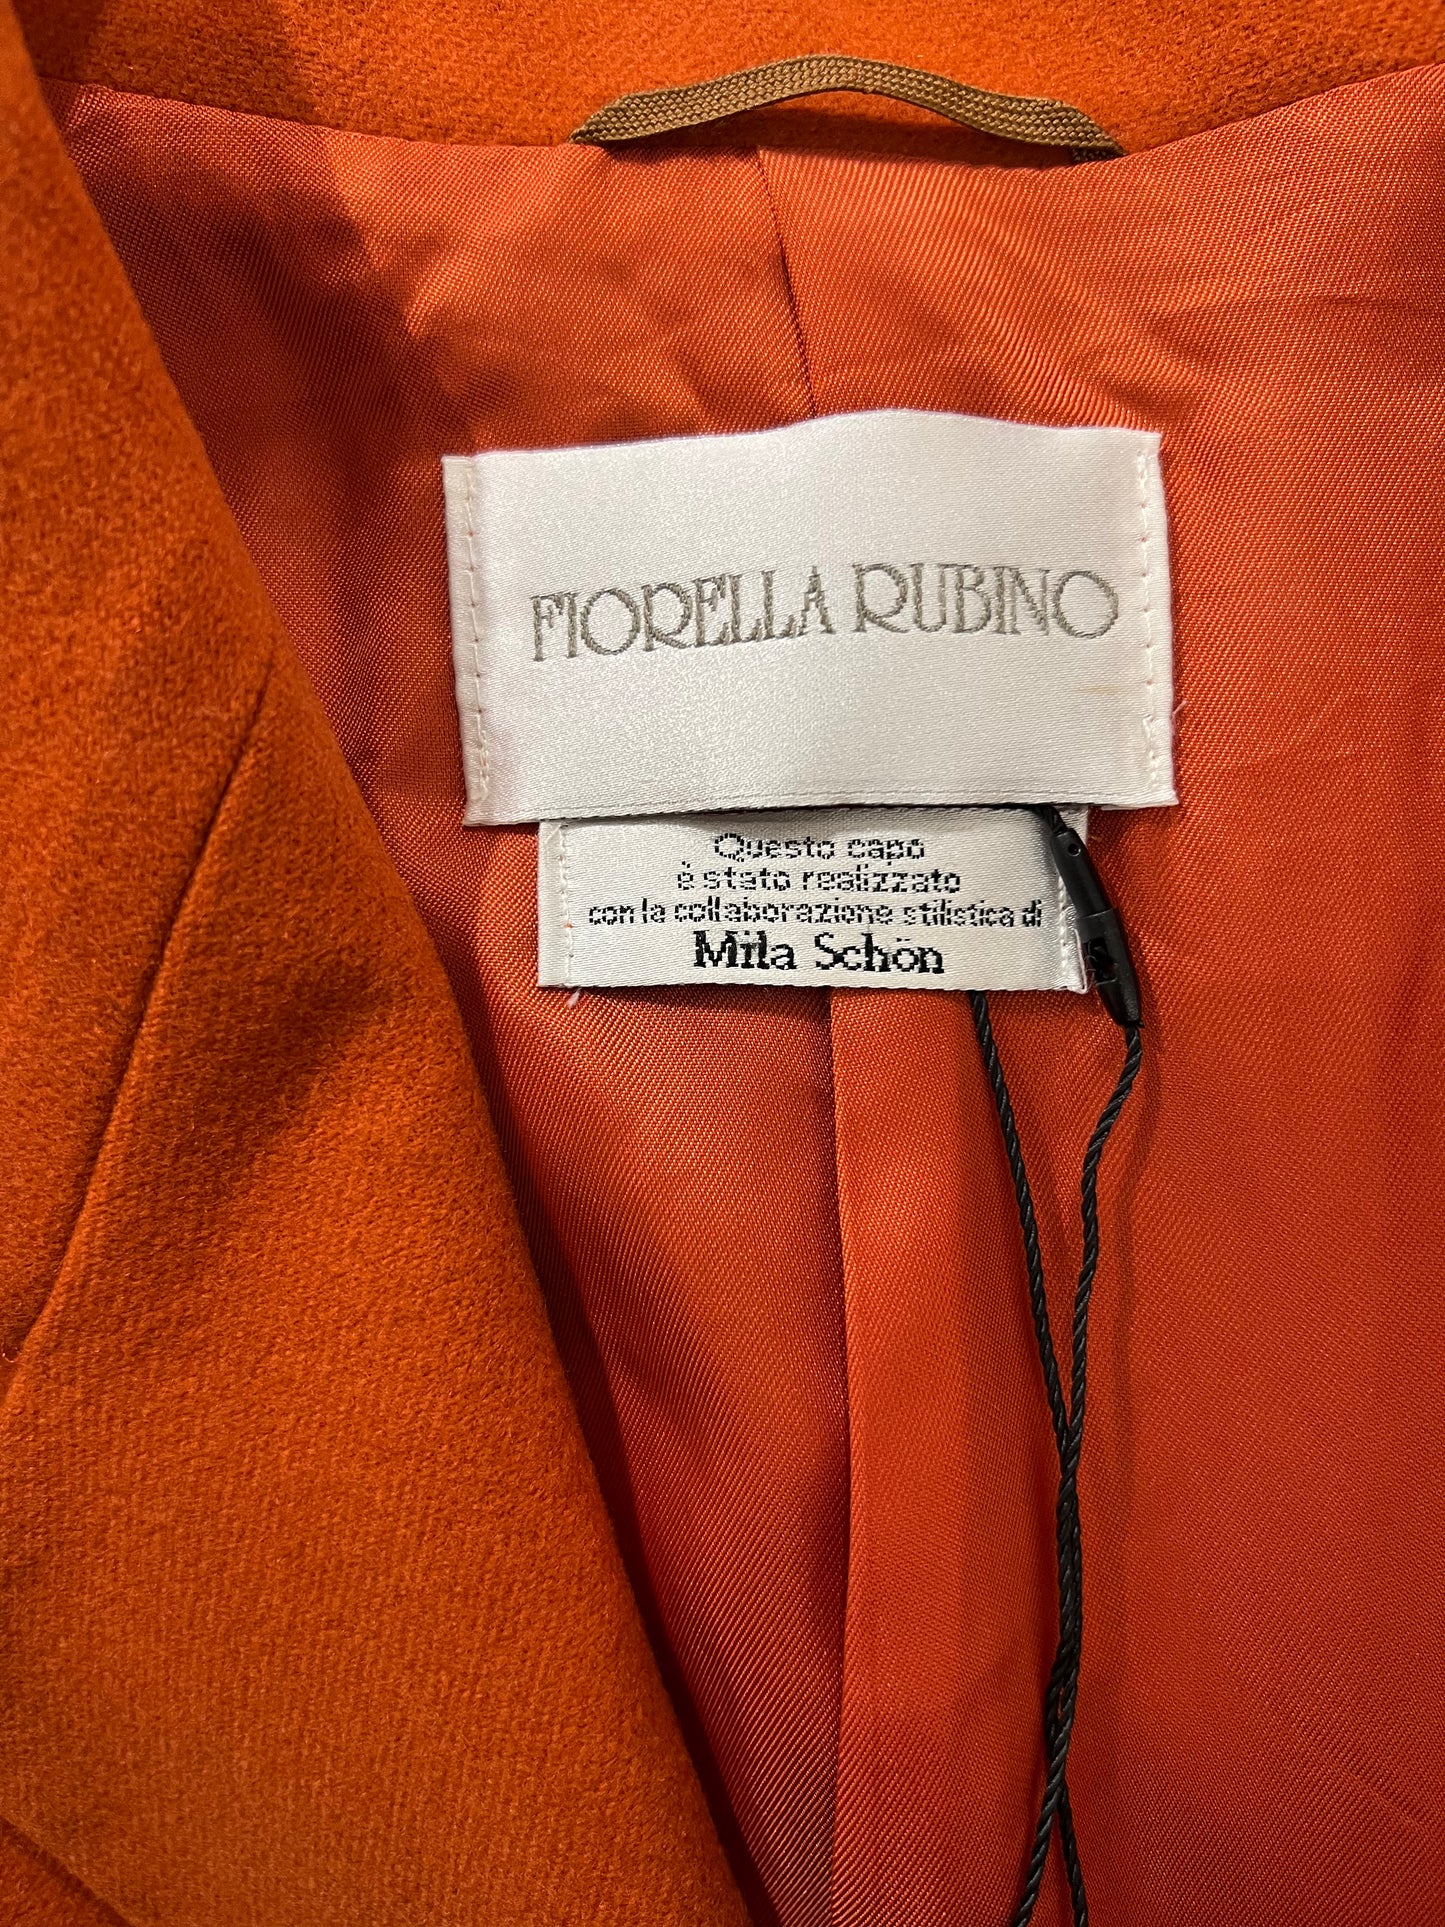 FIORELLA RUBINO
Questo capo
è stato realizzato
con la collaborazione stilistica di
Mila Schön